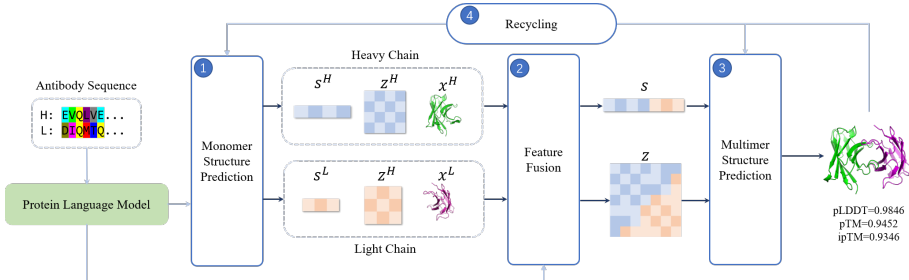 4
Recycling
Heavy Chain
1
2
3
Antibody Sequence
H: EVQLVE...
L: DIQMTQ...
S^H
Z^H
X^H
S
Monomer
Structure
Prediction
Feature
Fusion
Multimer
Structure
Prediction
Protein Language Model
S^L
Z^H
X^L
Z
Light Chain
pLDDT=0.9846
pTM=0.9452
ipTM=0.9346